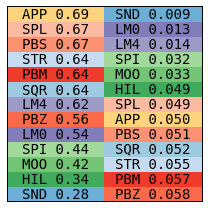 APP 0.69 SND 0.009
SPL 0.67 LM0 0.013
PBS 0.67 LM4 0.014
STR 0.64 SPI 0.032
PBM 0.64 MOO 0.033
SQR 0.64 HIL 0.049
LM4 0.62 SPL 0.049
PBZ 0.56 APP 0.050
LM0 0.54 PBS 0.051
SPI 0.44 SQR 0.052
MOO 0.42 STR 0.055
HIL 0.34 PBM 0.057
SND 0.28 PBZ 0.058